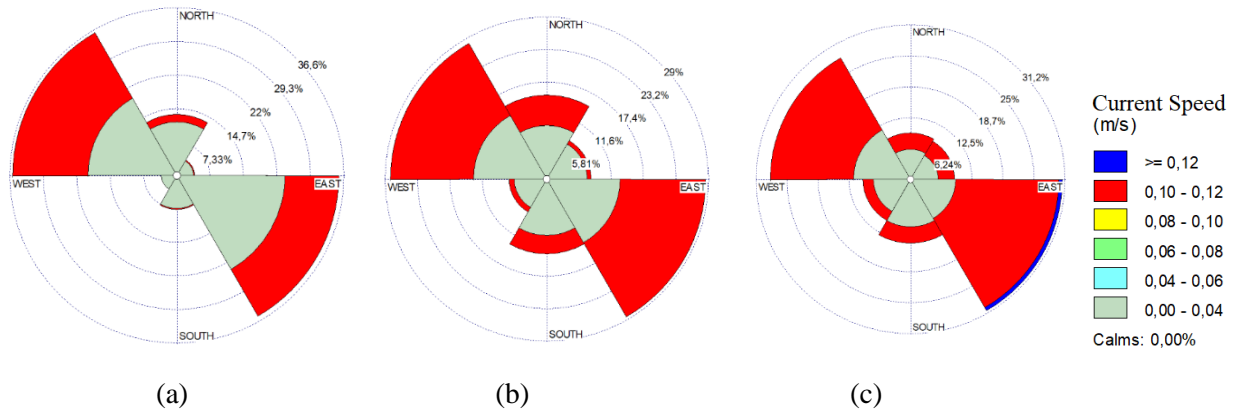 NORTH
36,6%
29,3%
22%
14,7%
7,33%
WEST
EAST
SOUTH
(a)
NORTH
29%
23,2%
17,4%
11,6%
5,81%
WEST
EAST
SOUTH
(b)
NORTH
31,2%
25%
18,7%
12,5%
6,24%
WEST
EAST
SOUTH
(c)
Current Speed
(m/s)
>= 0,12
0,10 - 0,12
0,08 - 0,10
0,06 - 0,08
0,04 - 0,06
0,00 - 0,04
Calms: 0,00%